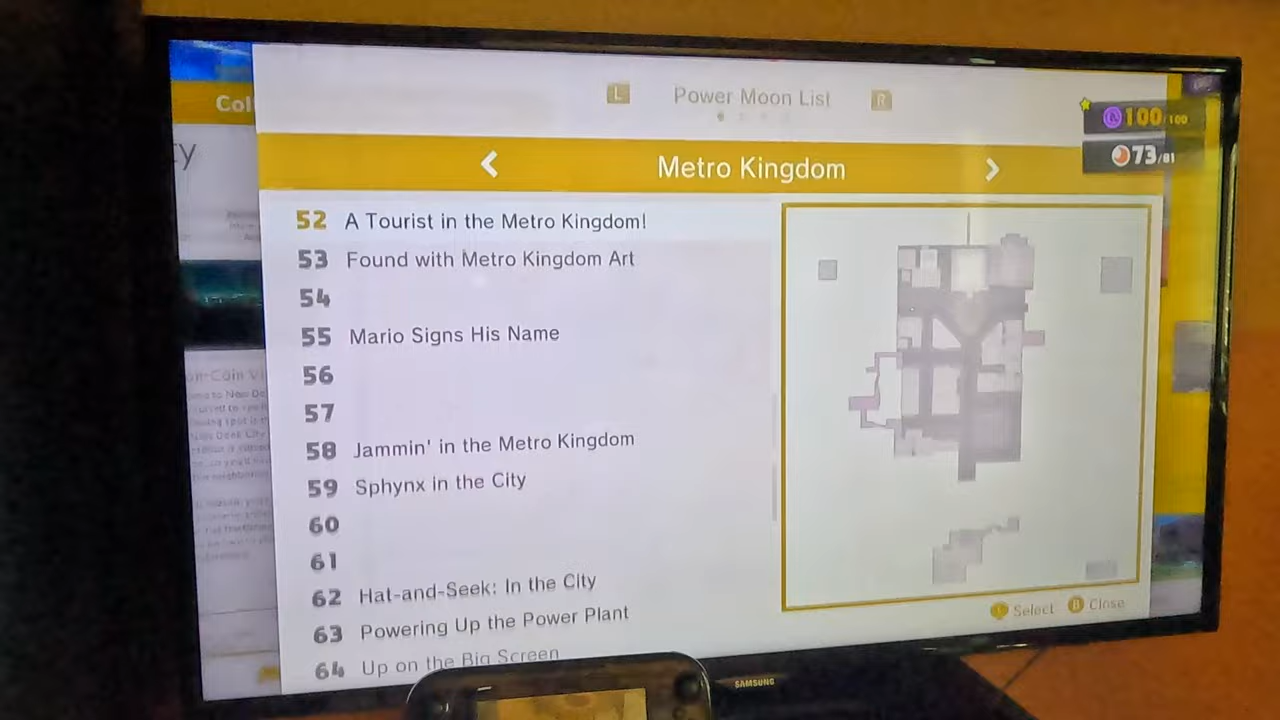 Col
L Power Moon List R
100/100
73/81
ty
Metro Kingdom
52 A Tourist in the Metro Kingdom!
53 Found with Metro Kingdom Art
54
55 Mario Signs His Name
56
57
58 Jammin' in the Metro Kingdom
59 Sphynx in the City
60
61
62 Hat-and-Seek: In the City
63 Powering Up the Power Plant
64 Up on the Big Screen
Select B Close
SAMSUNG